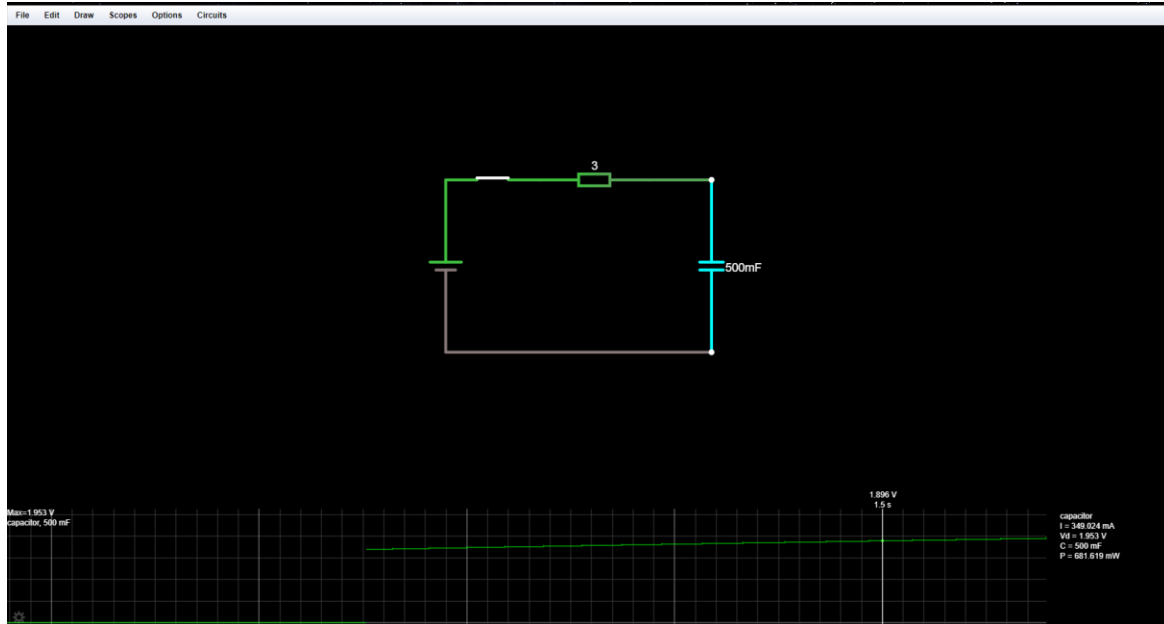 File Edit Draw Scopes Options Circuits
3
500mF
1.896 V
1.5 s
Max=1.953 V
capacitor, 500 mF
capacitor
I = 349.024 mA
Vd = 1.953 V
C = 500 mF
P = 681.619 mW